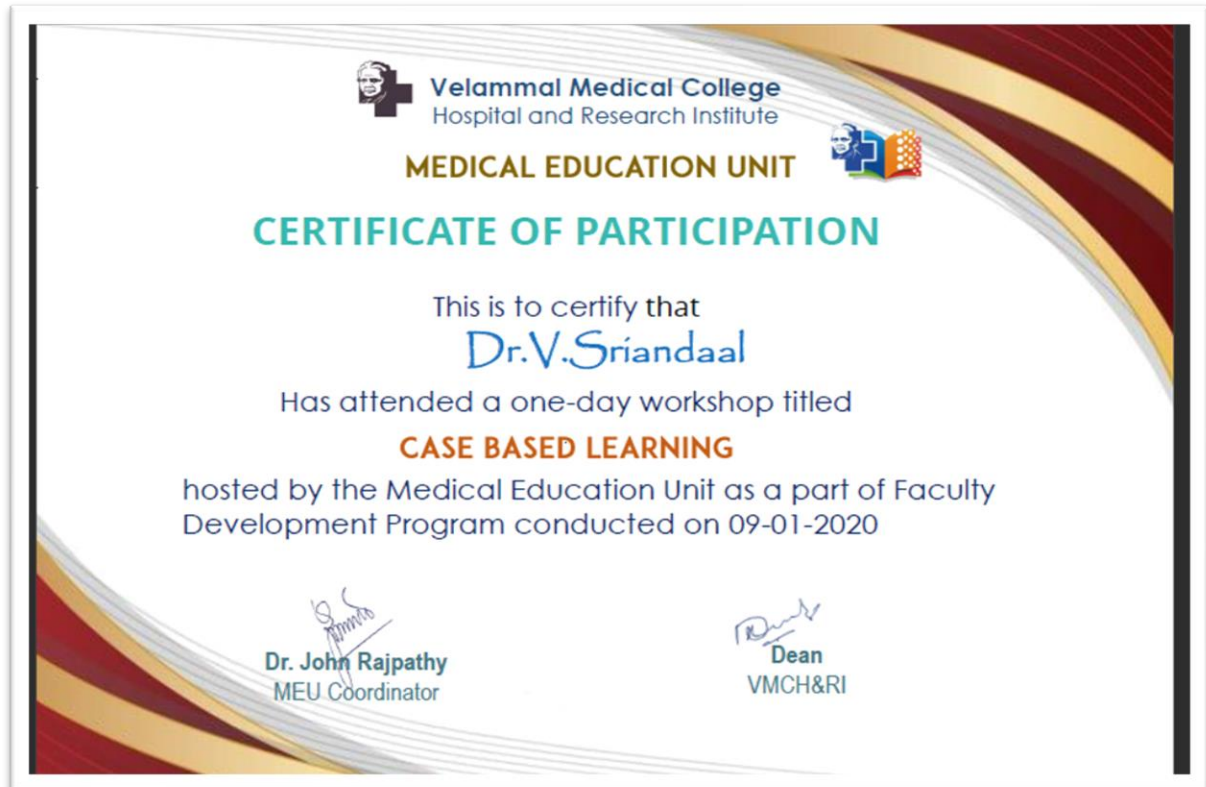 Velammal Medical College
Hospital and Research Institute
MEDICAL EDUCATION UNIT
CERTIFICATE OF PARTICIPATION
This is to certify that
Dr.V.Sriandaal
Has attended a one-day workshop titled
CASE BASED LEARNING
hosted by the Medical Education Unit as a part of Faculty
Development Program conducted on 09-01-2020
Dr. John Rajpathy
MEU Coordinator
Dean
VMCH&RI